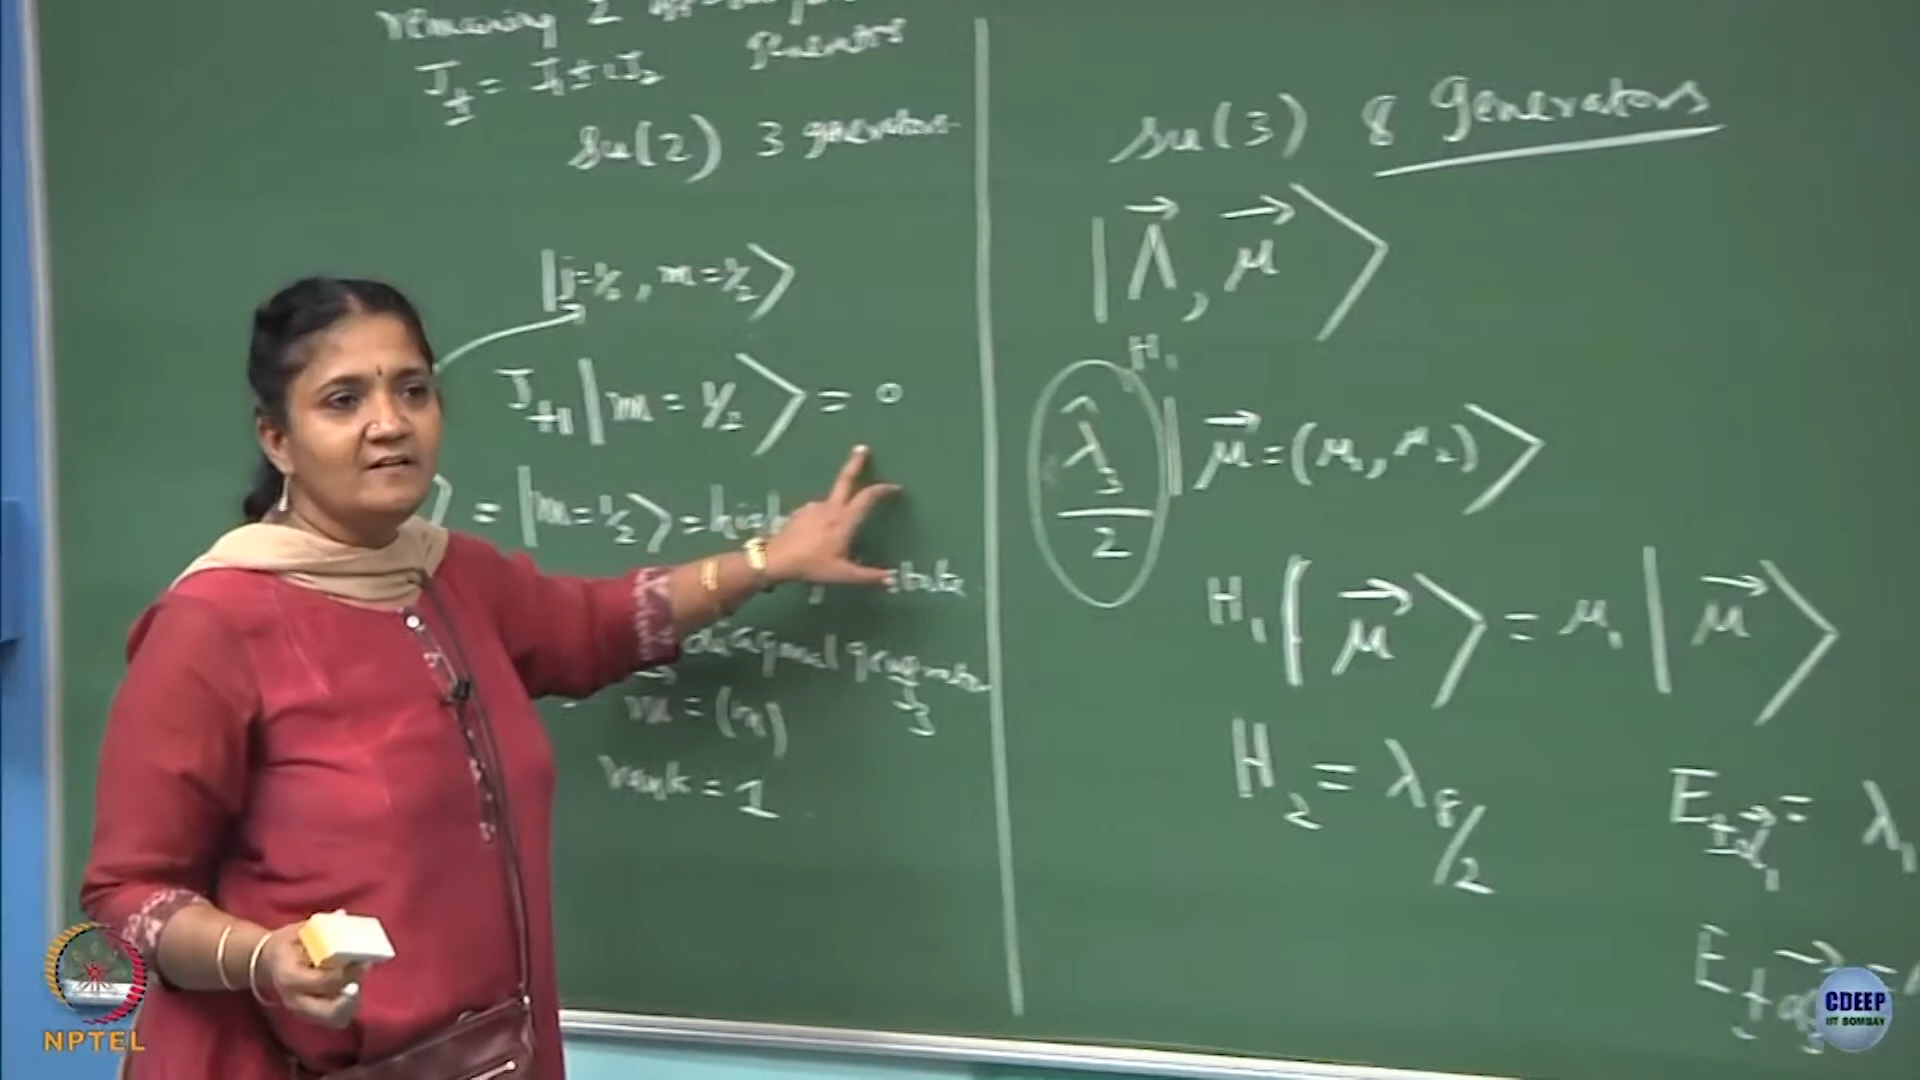 remaining 2
generators
J± = J1 ± iJ2
su(2) 3 generators
|j=1/2, m=1/2⟩
J+1 |m = 1/2⟩ = 0
⟩ = |m=1/2⟩ =
state
diagonal generator
J3
m⃗ = (m)
rank = 1
su(3) 8 generators
|Λ⃗, μ⃗⟩
H1
λ̂3/2 |μ⃗ = (μ1, μ2)⟩
H1 |μ⃗⟩ = μ1 |μ⃗⟩
H2 = λ8/2
E±α⃗1 = λ1
E±α⃗
NPTEL
CDEEP
IIT BOMBAY